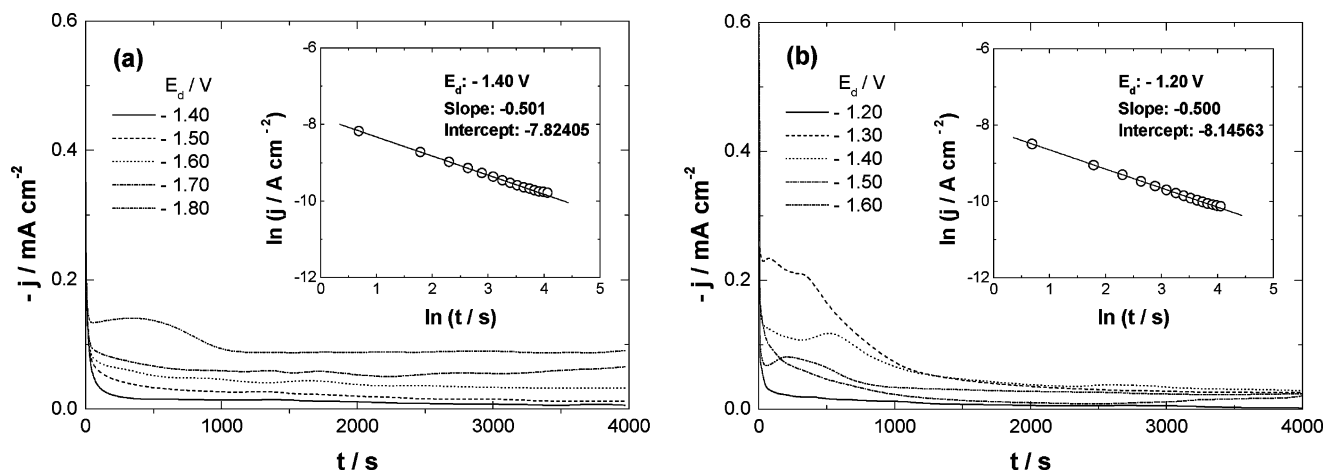 (a)
E_d / V
- 1.40
- 1.50
- 1.60
- 1.70
- 1.80
- j / mA cm⁻²
0.6
0.4
0.2
0.0
0 1000 2000 3000 4000
t / s
E_d: - 1.40 V
Slope: -0.501
Intercept: -7.82405
ln (j / A cm⁻²)
-6
-8
-10
-12
0 1 2 3 4 5
ln (t / s)
(b)
E_d / V
- 1.20
- 1.30
- 1.40
- 1.50
- 1.60
- j / mA cm⁻²
0.6
0.4
0.2
0.0
0 1000 2000 3000 4000
t / s
E_d: - 1.20 V
Slope: -0.500
Intercept: -8.14563
ln (j / A cm⁻²)
-6
-8
-10
-12
0 1 2 3 4 5
ln (t / s)